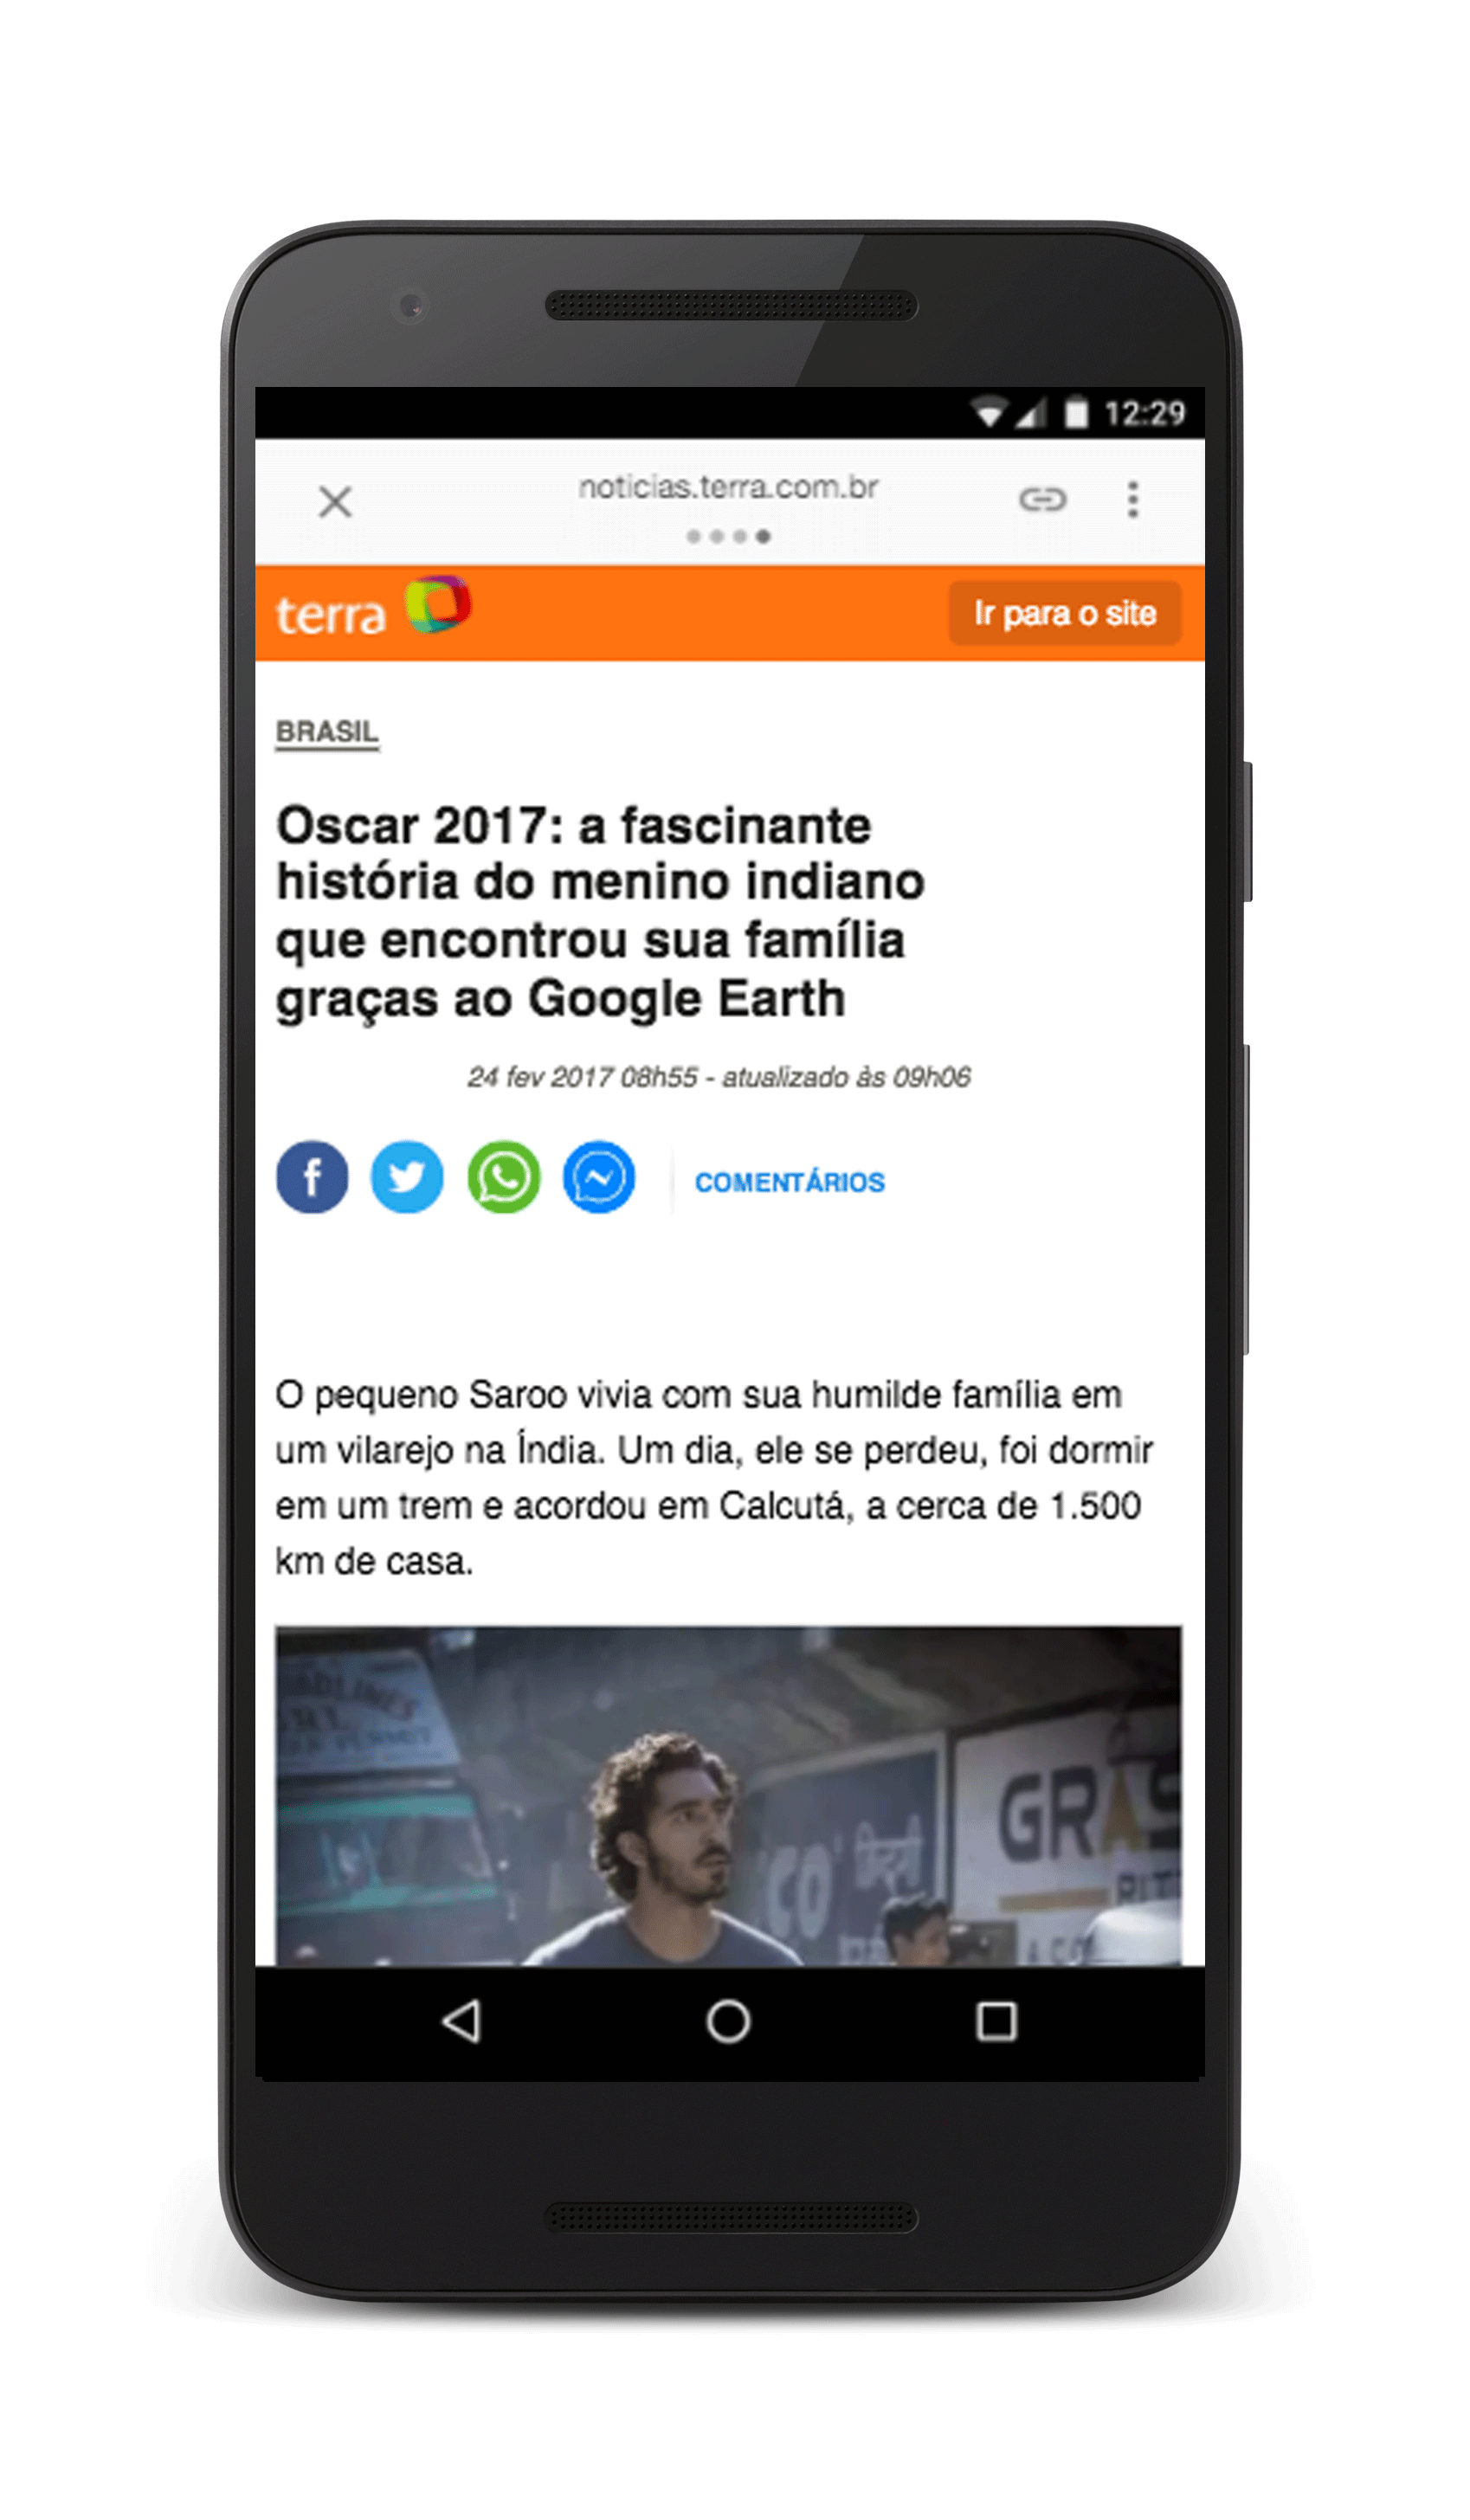 12:29
noticias.terra.com.br
terra
Ir para o site
BRASIL
Oscar 2017: a fascinante
história do menino indiano
que encontrou sua família
graças ao Google Earth
24 fev 2017 08h55 - atualizado às 09h06
COMENTÁRIOS
O pequeno Saroo vivia com sua humilde família em
um vilarejo na Índia. Um dia, ele se perdeu, foi dormir
em um trem e acordou em Calcutá, a cerca de 1.500
km de casa.
GRAS
RIT
'CO'